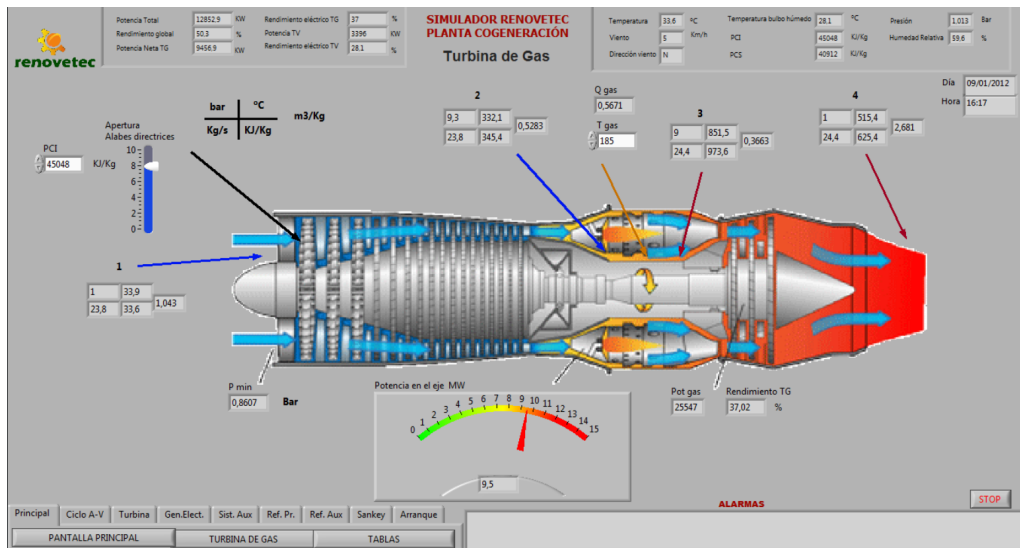 renovetec
Potencia Total 12852,9 KW Rendimiento eléctrico TG 37 %
Rendimiento global 50,3 % Potencia TV 3396 KW
Potencia Neta TG 9456,9 KW Rendimiento eléctrico TV 28,1 %
SIMULADOR RENOVETEC
PLANTA COGENERACIÓN
Turbina de Gas
Temperatura 33.6 ºC Temperatura bulbo húmedo 28.1 ºC Presión 1.013 Bar
Viento 5 Km/h PCI 45048 KJ/Kg Humedad Relativa 59,6 %
Dirección viento N PCS 40912 KJ/Kg
Día 09/01/2012
Hora 16:17
bar ºC m3/Kg
Kg/s KJ/Kg
Apertura
Alabes directrices
10
8
6
4
2
0
PCI
45048 KJ/Kg
2
9,3 332,1 0,5283
23,8 345,4
Q gas
0,5671
T gas
185
3
9 851,5 0,3663
24,4 973,6
4
1 515,4 2,681
24,4 625,4
1
1 33,9 1,043
23,8 33,6
P min
0,8607 Bar
Potencia en el eje MW
0 1 2 3 4 5 6 7 8 9 10 11 12 13 14 15
9,5
Pot gas Rendimiento TG
25547 37,02 %
ALARMAS
STOP
Principal Ciclo A-V Turbina Gen.Elect. Sist. Aux Ref. Pr. Ref. Aux Sankey Arranque
PANTALLA PRINCIPAL TURBINA DE GAS TABLAS